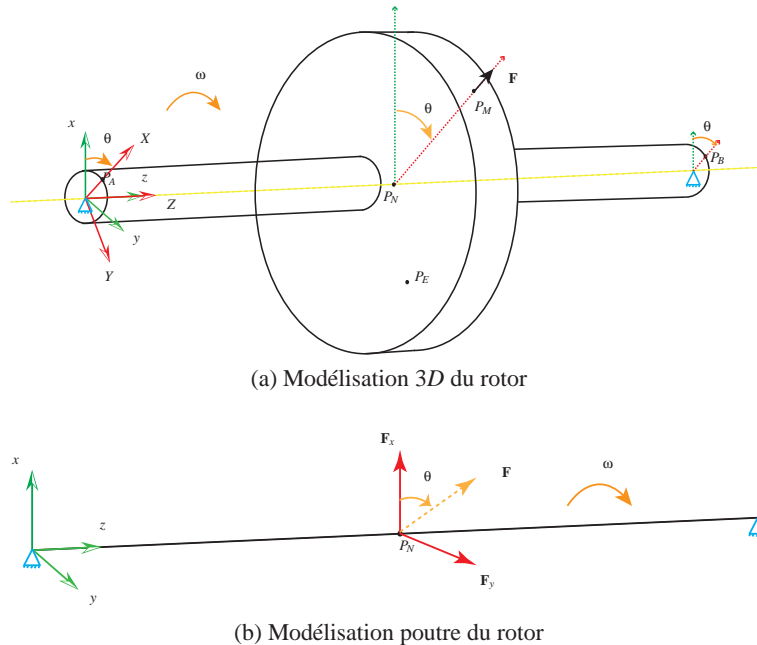 ω
F
θ
P_M
x
θ
X
P_A
z
P_N
Z
y
Y
P_E
θ
P_B
(a) Modélisation 3D du rotor
F_x
x
θ
F
ω
z
P_N
y
F_y
(b) Modélisation poutre du rotor